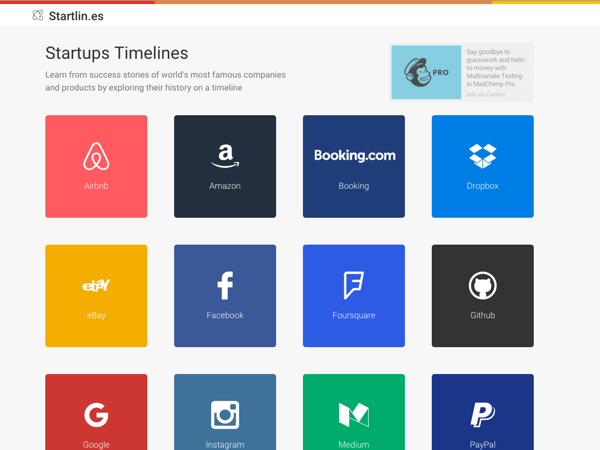 Startlin.es
Startups Timelines
Learn from success stories of world's most famous companies
and products by exploring their history on a timeline
PRO
Say goodbye to
guesswork and hello
to money with
Multivariate Testing
in MailChimp Pro.
ads via Carbon
Airbnb
a
Amazon
Booking.com
Booking
Dropbox
ebay
eBay
f
Facebook
Foursquare
Github
G
Google
Instagram
M
Medium
P
PayPal